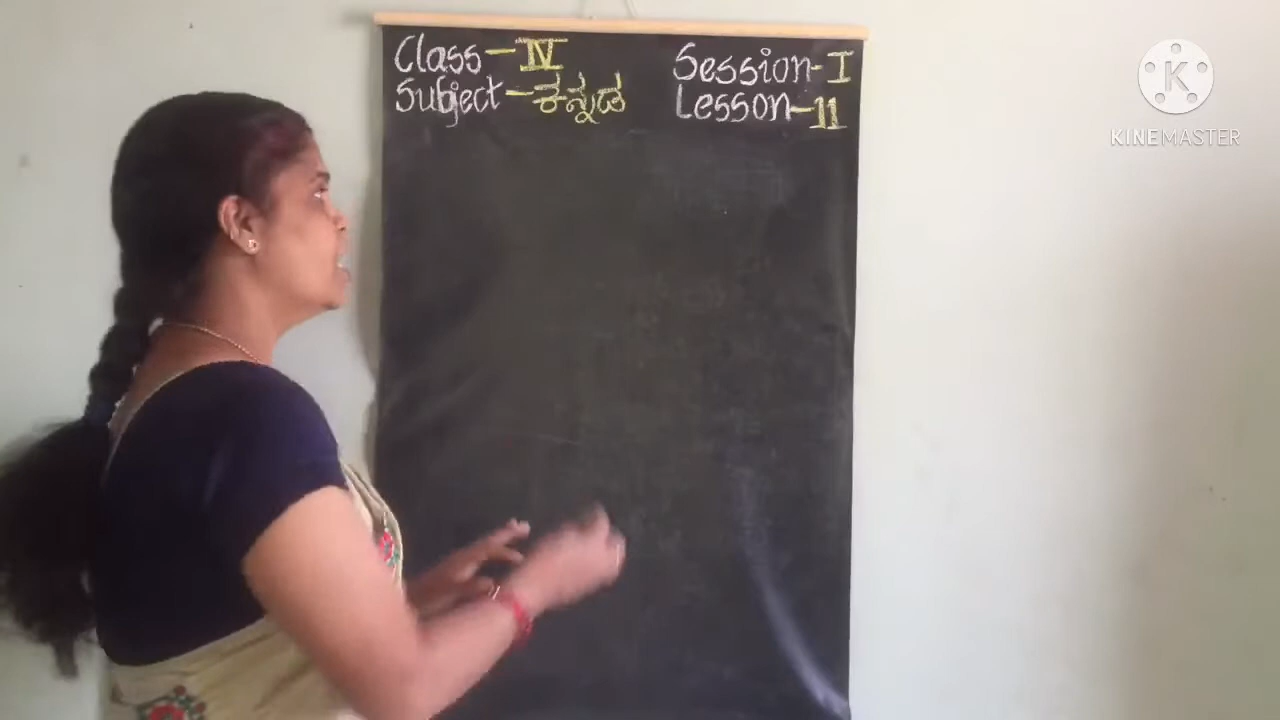 Class - IV Session - I
Subject - ಕನ್ನಡ Lesson - 11
K
KINEMASTER